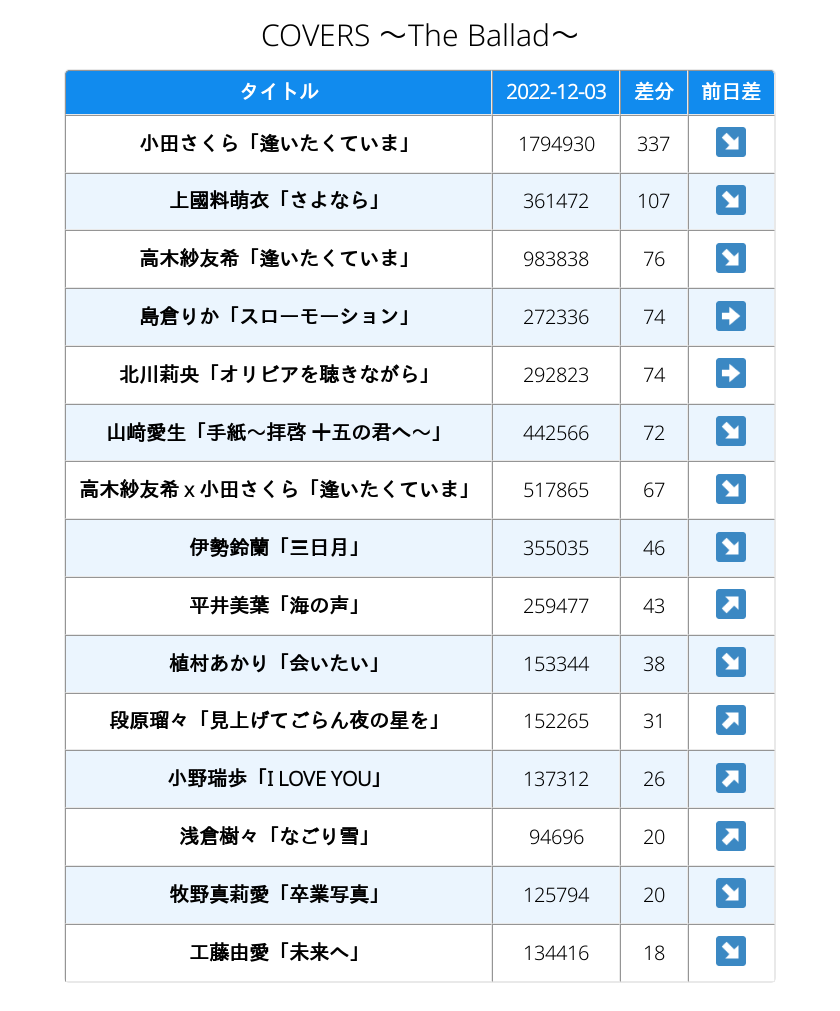 COVERS ～The Ballad～
タイトル 2022-12-03 差分 前日差
小田さくら「逢いたくていま」 1794930 337 ↘
上國料萌衣「さよなら」 361472 107 ↘
高木紗友希「逢いたくていま」 983838 76 ↘
島倉りか「スローモーション」 272336 74 ➡
北川莉央「オリビアを聴きながら」 292823 74 ➡
山﨑愛生「手紙～拝啓 十五の君へ～」 442566 72 ↘
高木紗友希 x 小田さくら「逢いたくていま」 517865 67 ↘
伊勢鈴蘭「三日月」 355035 46 ↘
平井美葉「海の声」 259477 43 ↗
植村あかり「会いたい」 153344 38 ↘
段原瑠々「見上げてごらん夜の星を」 152265 31 ↗
小野瑞歩「I LOVE YOU」 137312 26 ↗
浅倉樹々「なごり雪」 94696 20 ↗
牧野真莉愛「卒業写真」 125794 20 ↘
工藤由愛「未来へ」 134416 18 ↘